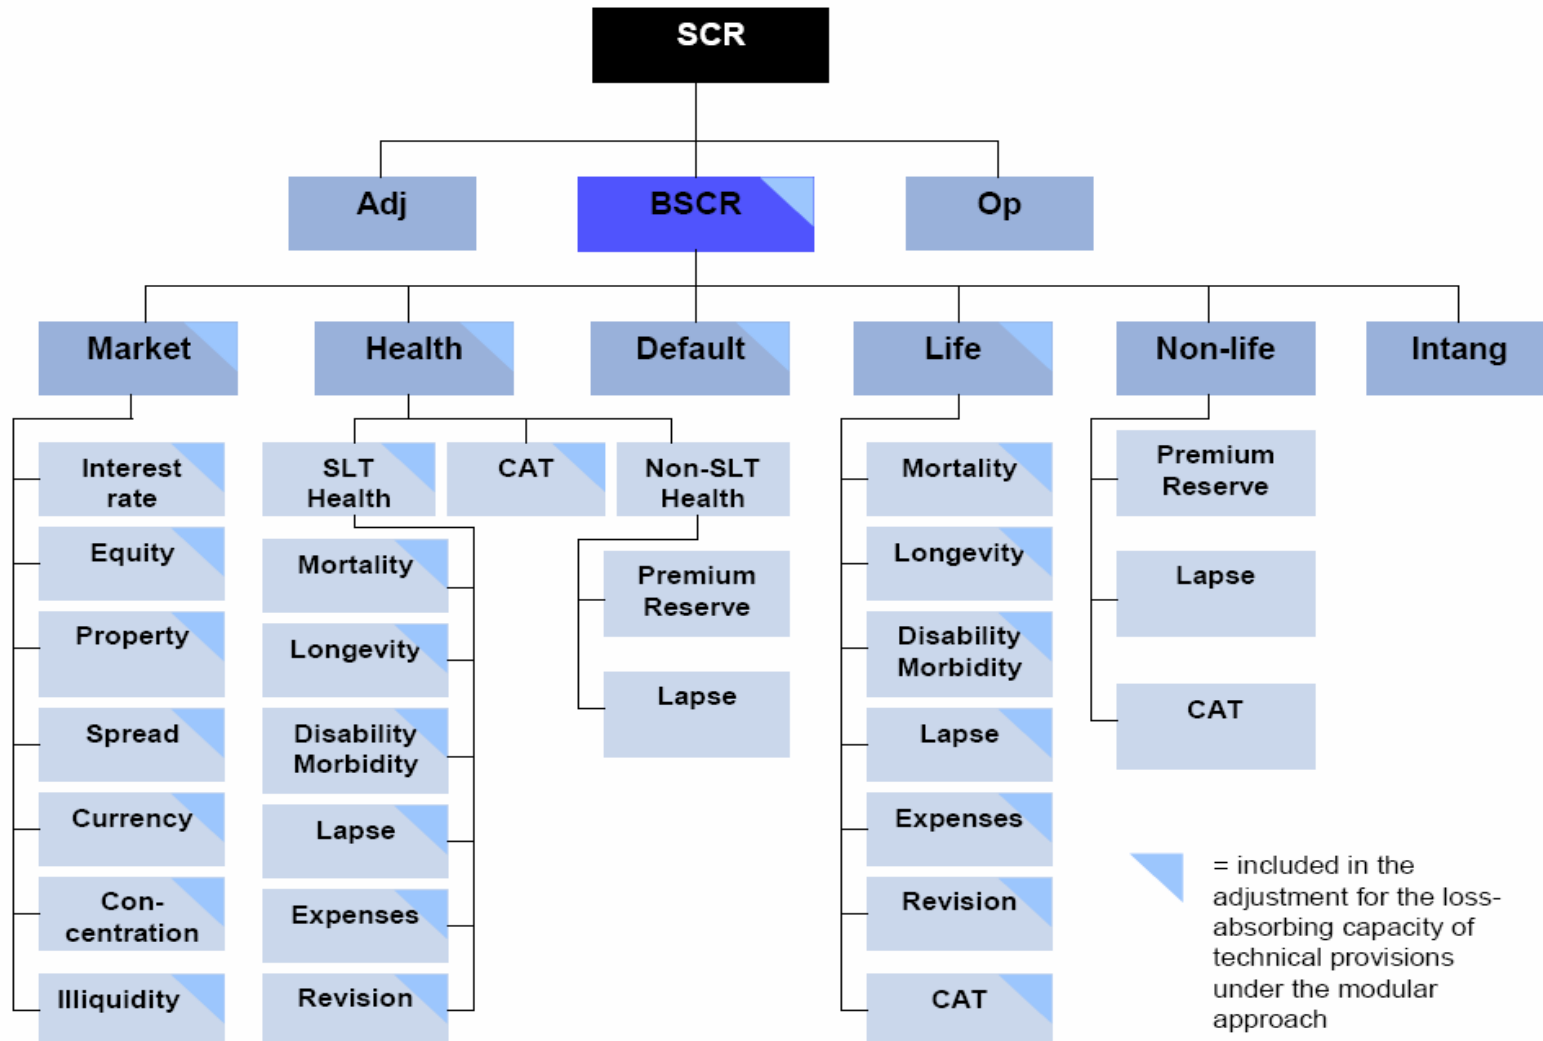 SCR
Adj
BSCR
Op
Market
Health
Default
Life
Non-life
Intang
Interest
rate
Equity
Property
Spread
Currency
Con-
centration
Illiquidity
SLT
Health
CAT
Non-SLT
Health
Mortality
Longevity
Disability
Morbidity
Lapse
Expenses
Revision
Premium
Reserve
Lapse
Mortality
Longevity
Disability
Morbidity
Lapse
Expenses
Revision
CAT
Premium
Reserve
Lapse
CAT
= included in the
adjustment for the loss-
absorbing capacity of
technical provisions
under the modular
approach